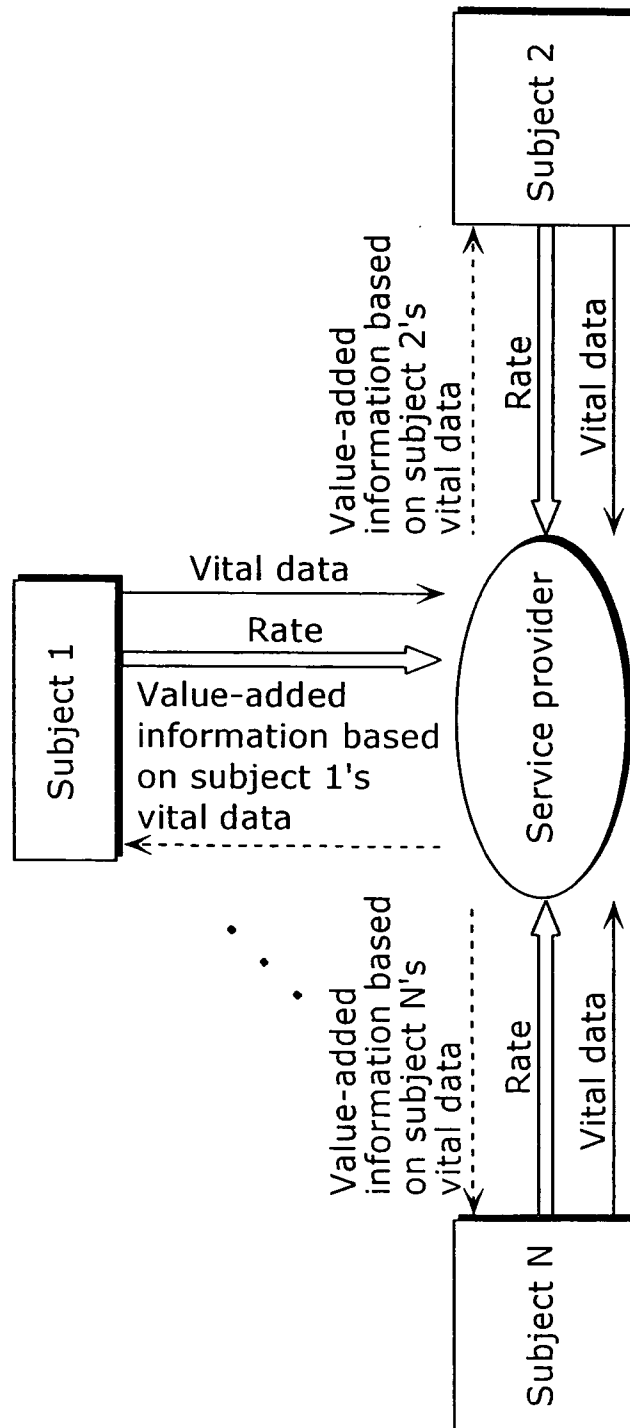 Subject 1
Vital data
Rate
Value-added
information based
on subject 1's
vital data
Value-added
information based
on subject N's
vital data
Value-added
information based
on subject 2's
vital data
Subject N
Rate
Vital data
Service provider
Rate
Vital data
Subject 2